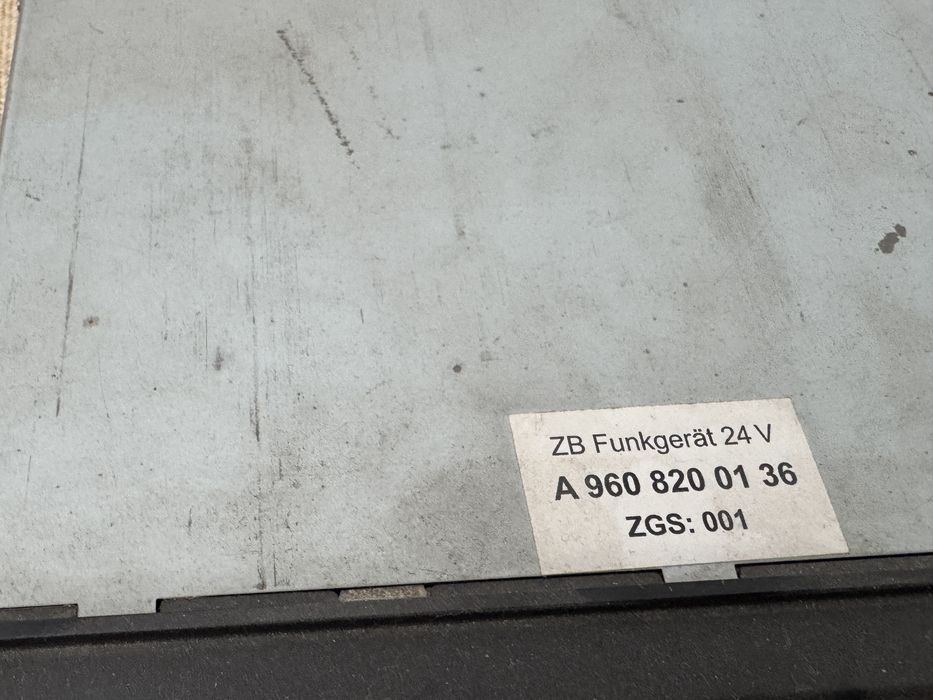 ZB Funkgerät 24 V
A 960 820 01 36
ZGS: 001